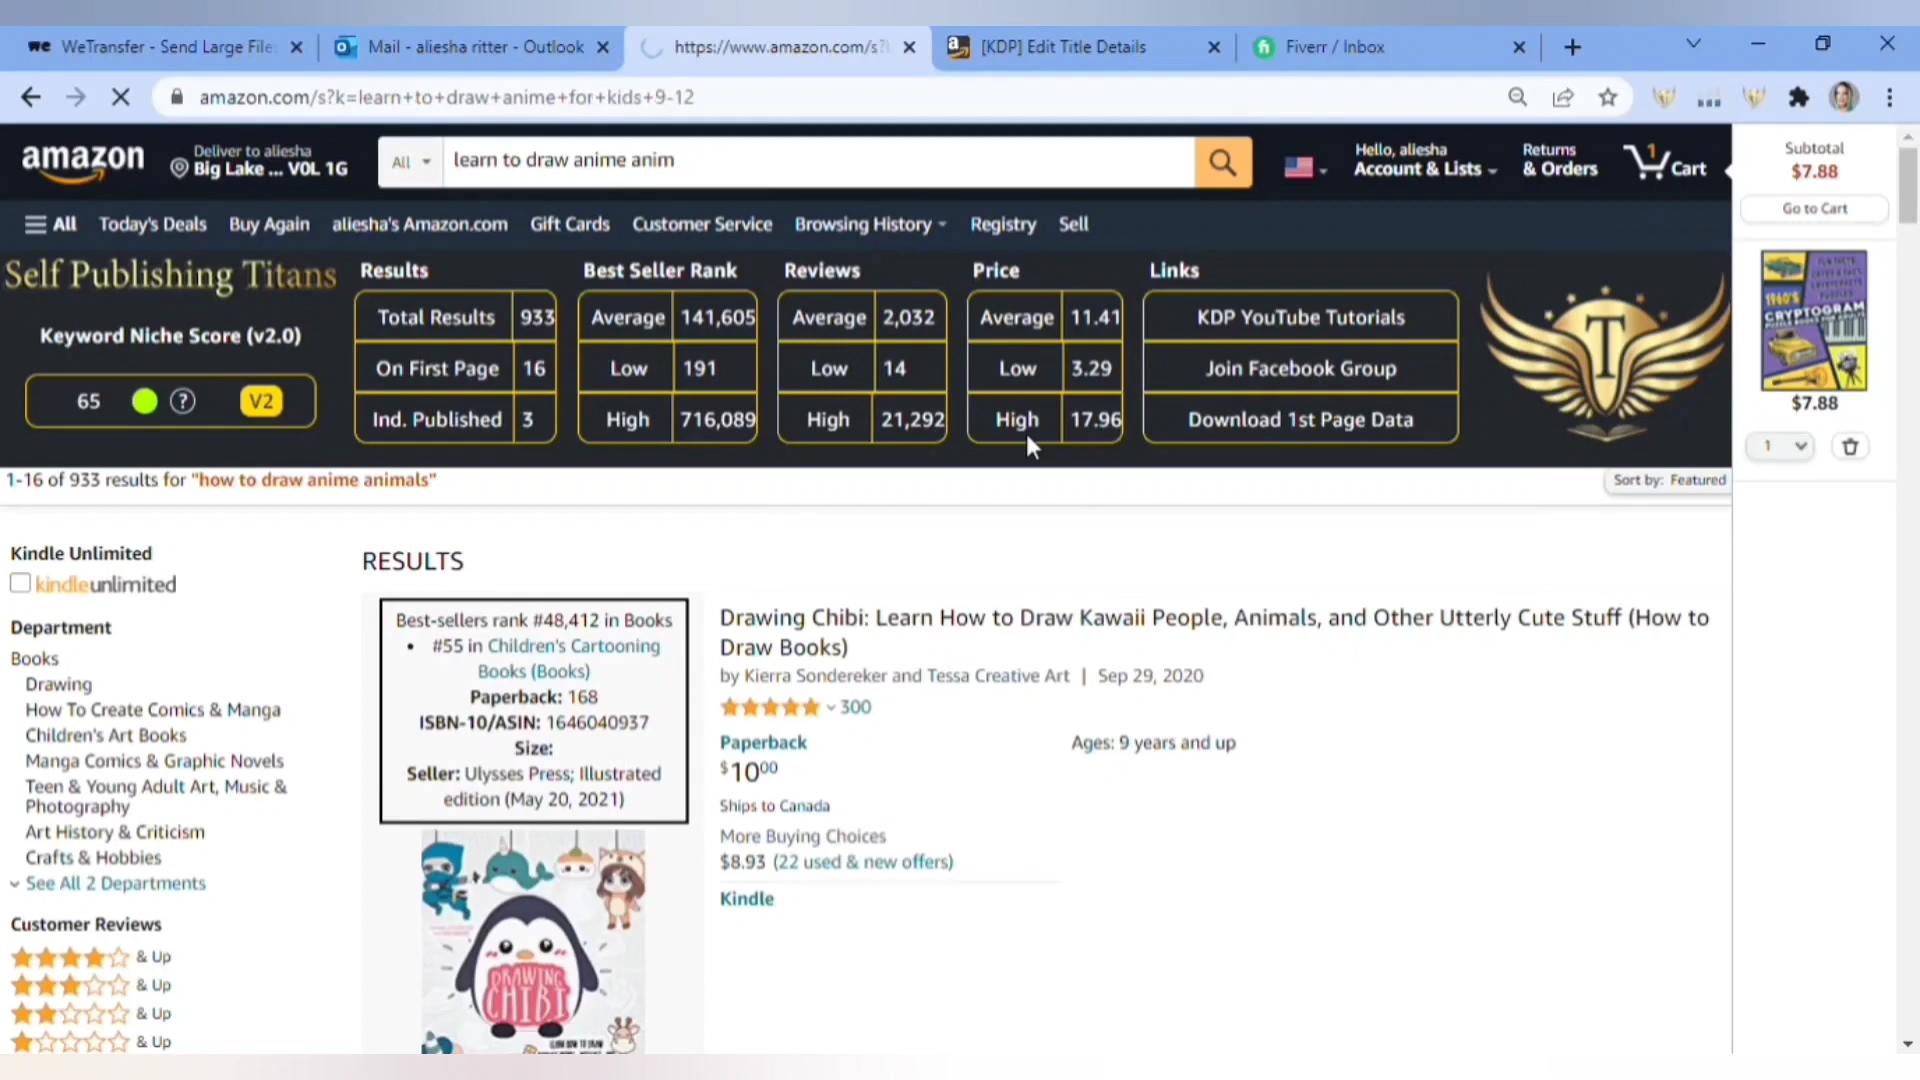 we WeTransfer - Send Large File
Mail - aliesha ritter - Outlook
https://www.amazon.com/s?
[KDP] Edit Title Details
Fiverr / Inbox
amazon.com/s?k=learn+to+draw+anime+for+kids+9-12
amazon
Deliver to aliesha
Big Lake ... V0L 1G
All
learn to draw anime anim
Hello, aliesha
Account & Lists
Returns
& Orders
1
Cart
Subtotal
$7.88
Go to Cart
All
Today's Deals
Buy Again
aliesha's Amazon.com
Gift Cards
Customer Service
Browsing History
Registry
Sell
Self Publishing Titans
Keyword Niche Score (v2.0)
65 ? V2
Results
Total Results 933
On First Page 16
Ind. Published 3
Best Seller Rank
Average 141,605
Low 191
High 716,089
Reviews
Average 2,032
Low 14
High 21,292
Price
Average 11.41
Low 3.29
High 17.96
Links
KDP YouTube Tutorials
Join Facebook Group
Download 1st Page Data
T
1960'S
CRYPTOGRAM
$7.88
1
1-16 of 933 results for "how to draw anime animals"
Sort by: Featured
Kindle Unlimited
kindleunlimited
Department
Books
Drawing
How To Create Comics & Manga
Children's Art Books
Manga Comics & Graphic Novels
Teen & Young Adult Art, Music &
Photography
Art History & Criticism
Crafts & Hobbies
See All 2 Departments
Customer Reviews
& Up
& Up
& Up
& Up
RESULTS
Best-sellers rank #48,412 in Books
• #55 in Children's Cartooning
Books (Books)
Paperback: 168
ISBN-10/ASIN: 1646040937
Size:
Seller: Ulysses Press; Illustrated
edition (May 20, 2021)
DRAWING
CHIBI
Drawing Chibi: Learn How to Draw Kawaii People, Animals, and Other Utterly Cute Stuff (How to
Draw Books)
by Kierra Sondereker and Tessa Creative Art | Sep 29, 2020
300
Paperback
$10.00
Ages: 9 years and up
Ships to Canada
More Buying Choices
$8.93 (22 used & new offers)
Kindle